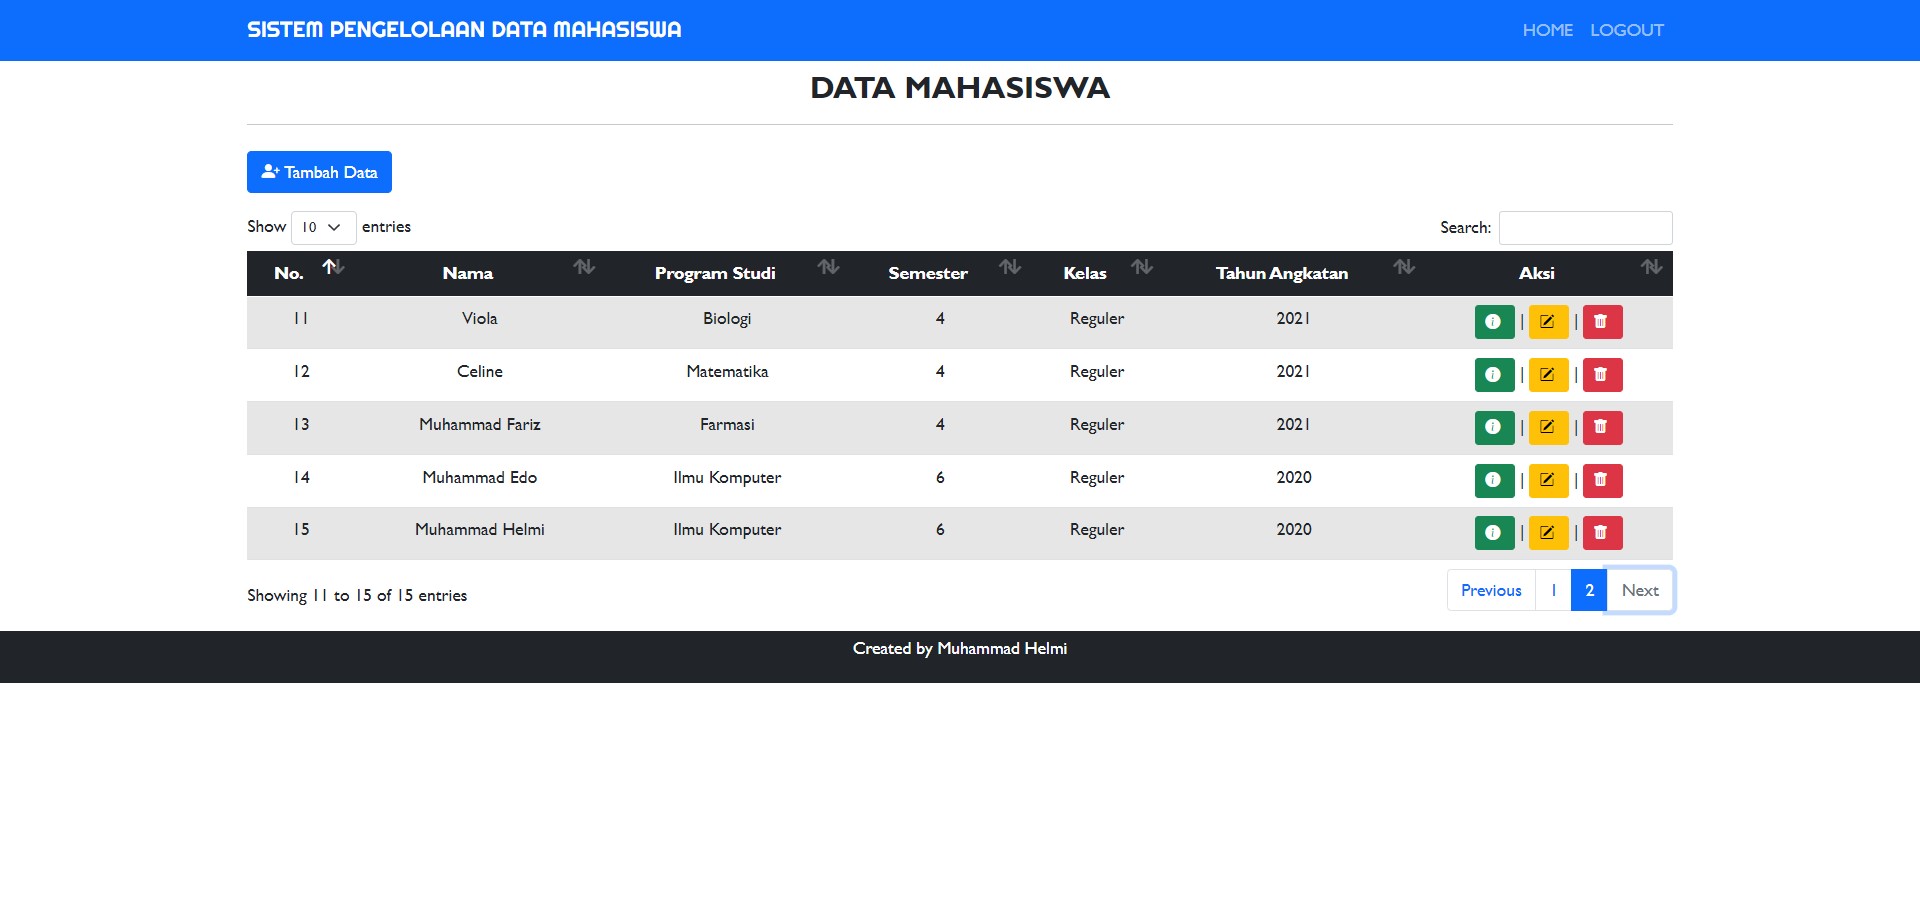 SISTEM PENGELOLAAN DATA MAHASISWA HOME LOGOUT
DATA MAHASISWA
Tambah Data
Show 10 entries Search:
No. Nama Program Studi Semester Kelas Tahun Angkatan Aksi
11 Viola Biologi 4 Reguler 2021 | |
12 Celine Matematika 4 Reguler 2021 | |
13 Muhammad Fariz Farmasi 4 Reguler 2021 | |
14 Muhammad Edo Ilmu Komputer 6 Reguler 2020 | |
15 Muhammad Helmi Ilmu Komputer 6 Reguler 2020 | |
Showing 11 to 15 of 15 entries Previous 1 2 Next
Created by Muhammad Helmi